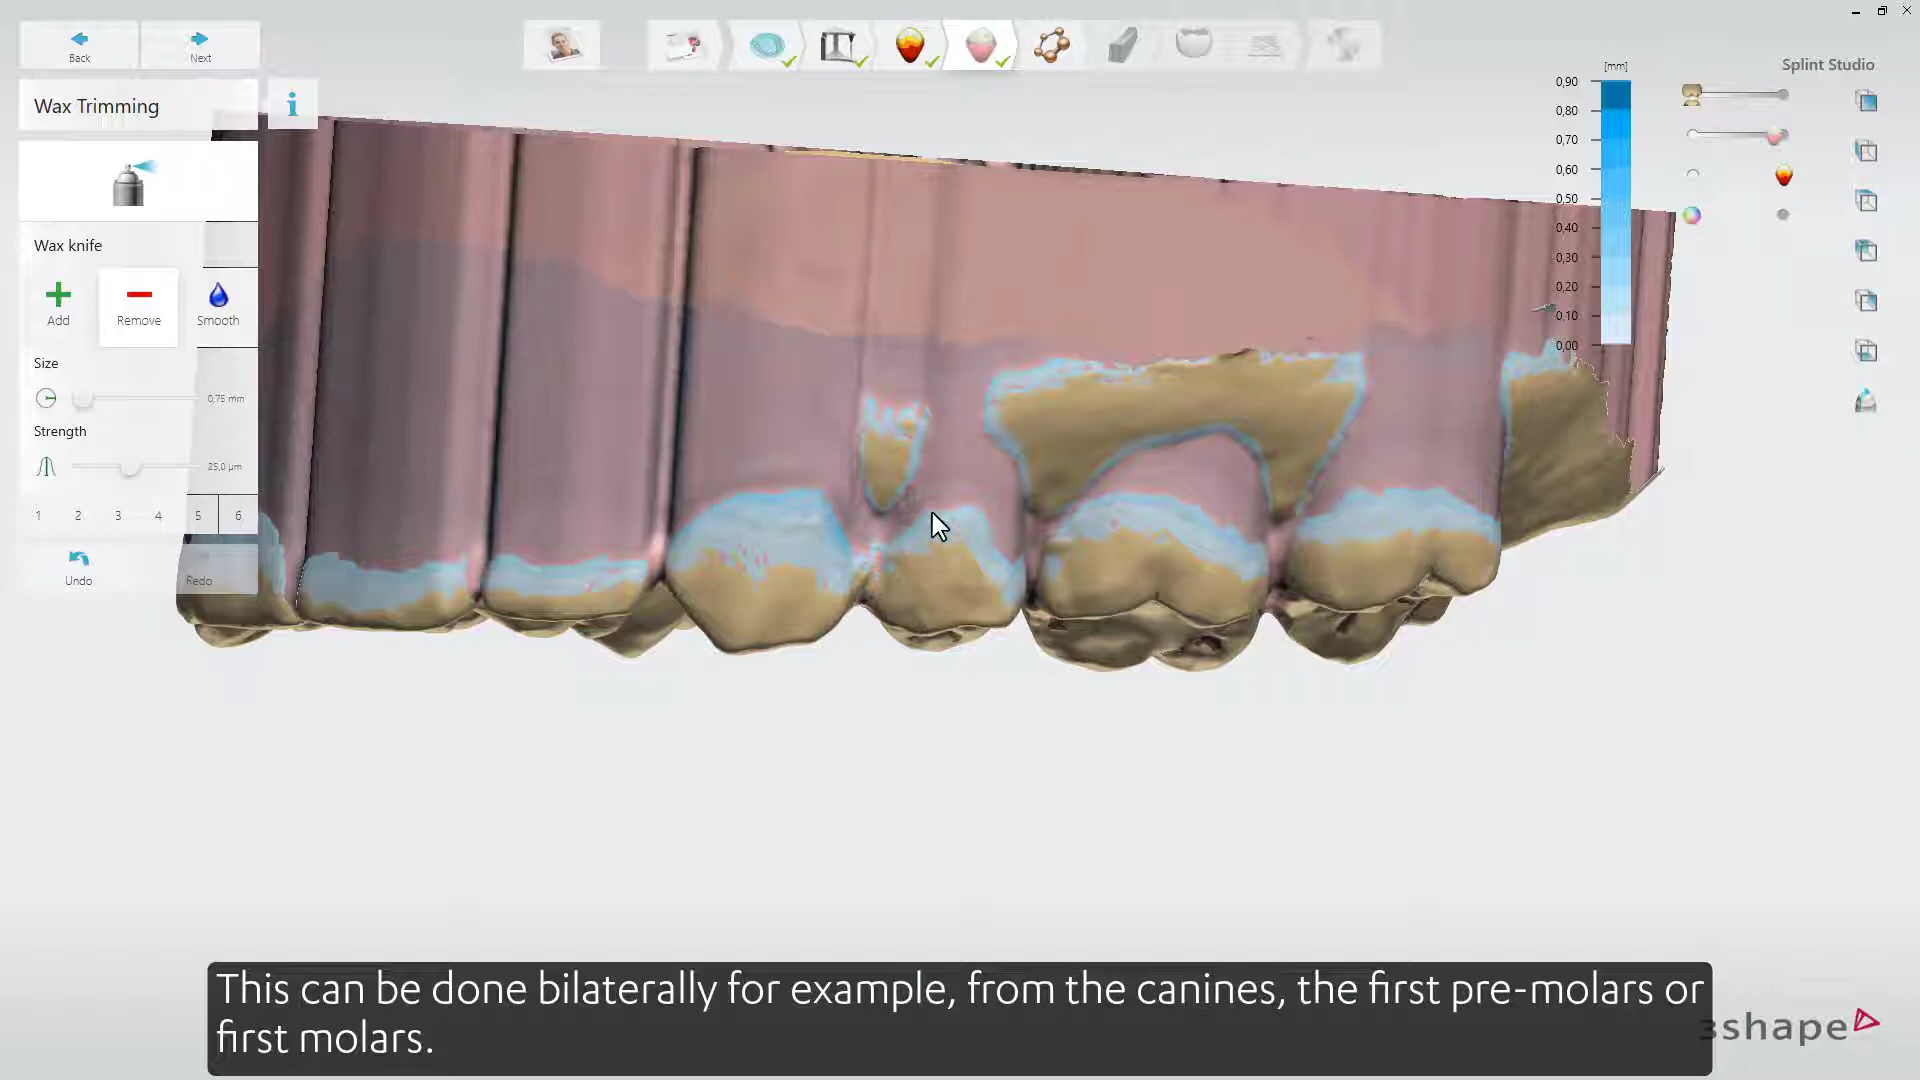 Back
Next
Wax Trimming
i
Wax knife
Add
Remove
Smooth
Size
0,75 mm
Strength
25,0 µm
1 2 3 4 5 6
Undo
Redo
[mm]
0,90
0,80
0,70
0,60
0,50
0,40
0,30
0,20
0,10
0,00
Splint Studio
This can be done bilaterally for example, from the canines, the first pre-molars or
first molars.
3shape